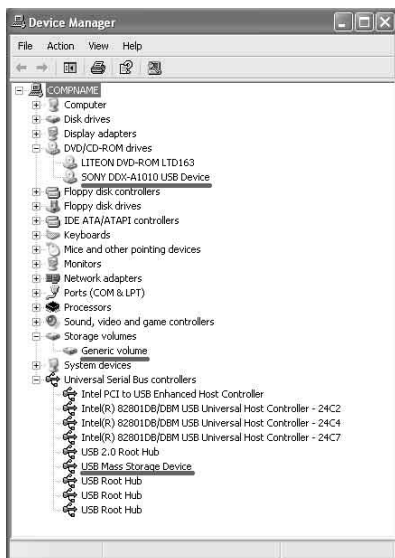 Device Manager
File Action View Help
COMPNAME
Computer
Disk drives
Display adapters
DVD/CD-ROM drives
LITEON DVD-ROM LTD163
SONY DDX-A1010 USB Device
Floppy disk controllers
Floppy disk drives
IDE ATA/ATAPI controllers
Keyboards
Mice and other pointing devices
Monitors
Network adapters
Ports (COM & LPT)
Processors
Sound, video and game controllers
Storage volumes
Generic volume
System devices
Universal Serial Bus controllers
Intel PCI to USB Enhanced Host Controller
Intel(R) 82801DB/DBM USB Universal Host Controller - 24C2
Intel(R) 82801DB/DBM USB Universal Host Controller - 24C4
Intel(R) 82801DB/DBM USB Universal Host Controller - 24C7
USB 2.0 Root Hub
USB Mass Storage Device
USB Root Hub
USB Root Hub
USB Root Hub